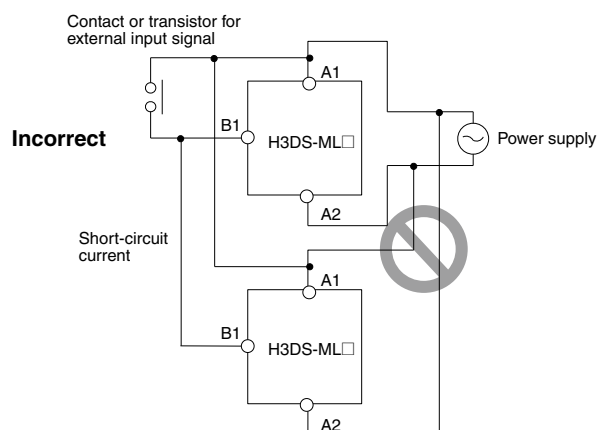 Contact or transistor for
external input signal
A1
B1
H3DS-ML□
Incorrect
Power supply
A2
Short-circuit
current
A1
B1
H3DS-ML□
A2